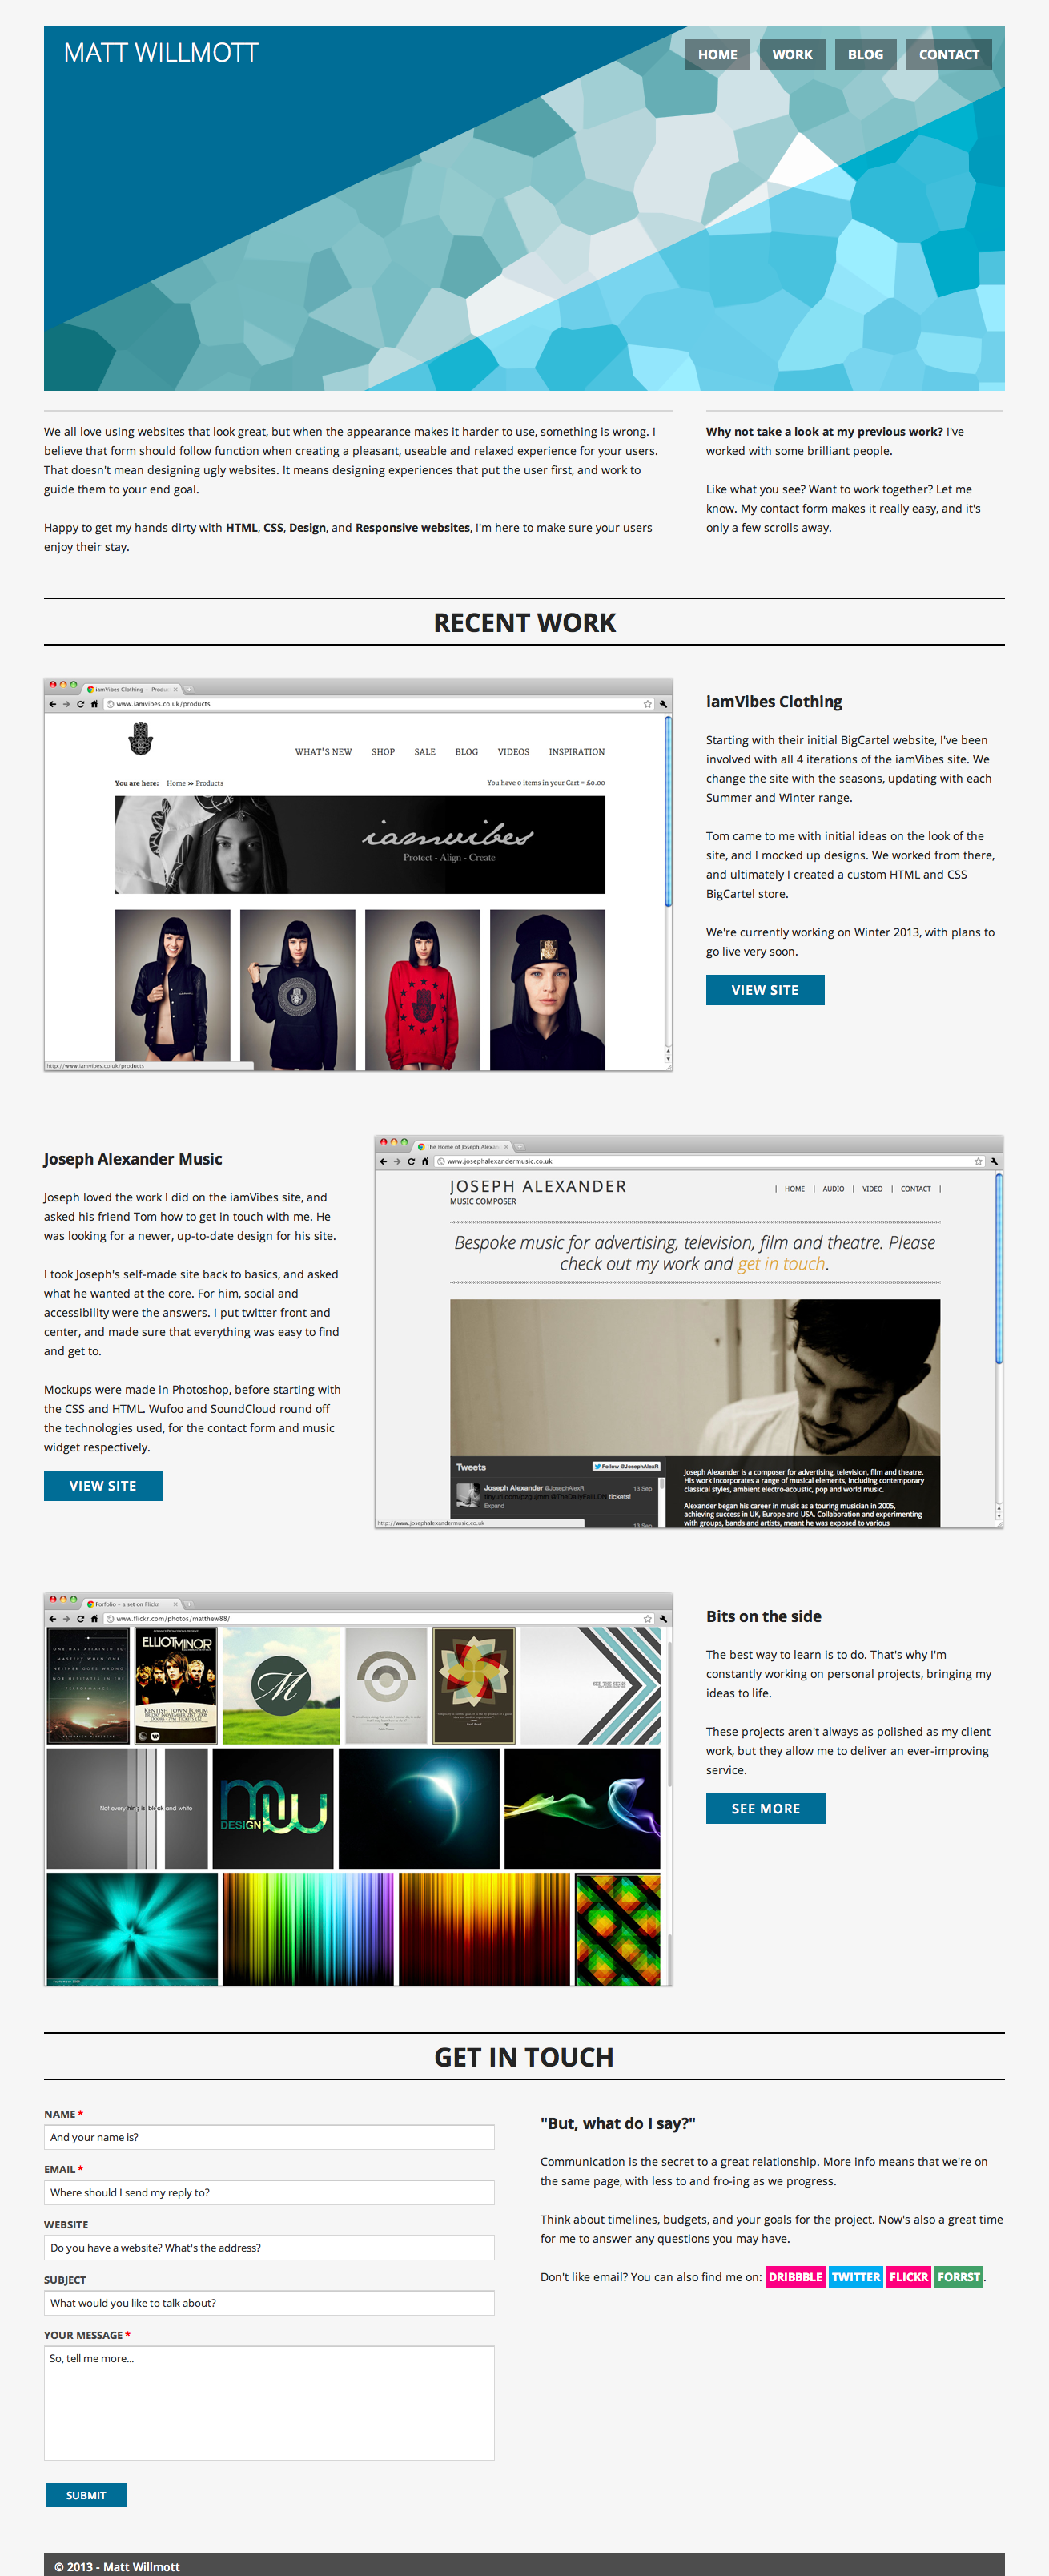 MATT WILLMOTT
HOME WORK BLOG CONTACT
We all love using websites that look great, but when the appearance makes it harder to use, something is wrong. I
believe that form should follow function when creating a pleasant, useable and relaxed experience for your users.
That doesn't mean designing ugly websites. It means designing experiences that put the user first, and work to
guide them to your end goal.
Happy to get my hands dirty with HTML, CSS, Design, and Responsive websites, I'm here to make sure your users
enjoy their stay.
Why not take a look at my previous work? I've
worked with some brilliant people.
Like what you see? Want to work together? Let me
know. My contact form makes it really easy, and it's
only a few scrolls away.
RECENT WORK
iamVibes Clothing - Produ
www.iamvibes.co.uk/products
WHAT'S NEW SHOP SALE BLOG VIDEOS INSPIRATION
You are here: Home » Products
You have 0 items in your Cart = £0.00
iamvibes
Protect - Align - Create
http://www.iamvibes.co.uk/products
iamVibes Clothing
Starting with their initial BigCartel website, I've been
involved with all 4 iterations of the iamVibes site. We
change the site with the seasons, updating with each
Summer and Winter range.
Tom came to me with initial ideas on the look of the
site, and I mocked up designs. We worked from there,
and ultimately I created a custom HTML and CSS
BigCartel store.
We're currently working on Winter 2013, with plans to
go live very soon.
VIEW SITE
Joseph Alexander Music
Joseph loved the work I did on the iamVibes site, and
asked his friend Tom how to get in touch with me. He
was looking for a newer, up-to-date design for his site.
I took Joseph's self-made site back to basics, and asked
what he wanted at the core. For him, social and
accessibility were the answers. I put twitter front and
center, and made sure that everything was easy to find
and get to.
Mockups were made in Photoshop, before starting with
the CSS and HTML. Wufoo and SoundCloud round off
the technologies used, for the contact form and music
widget respectively.
VIEW SITE
The Home of Joseph Alexan
www.josephalexandermusic.co.uk
JOSEPH ALEXANDER
MUSIC COMPOSER
| HOME | AUDIO | VIDEO | CONTACT |
Bespoke music for advertising, television, film and theatre. Please
check out my work and get in touch.
Tweets
Follow @JosephAlexR
Joseph Alexander @JosephAlexR 13 Sep
tickets!
Expand
13 Sep
Joseph Alexander is a composer for advertising, television, film and theatre.
His work incorporates a range of musical elements, including contemporary
classical styles, ambient electro-acoustic, pop and world music.
Alexander began his career in music as a touring musician in 2005,
achieving success in UK, Europe and USA. Collaboration and experimenting
with groups, bands and artists, meant he was exposed to various
http://www.josephalexandermusic.co.uk
Porfolio - a set on Flickr
www.flickr.com/photos/matthew88/
ONE HAS ATTAINED TO
MASTERY WHEN ONE
NEITHER GOES WRONG
NOR HESITATES IN THE
PERFORMANCE
ELLIOT MINOR
KENTISH TOWN FORUM
FRIDAY NOVEMBER 21ST 2008
M
Not everything is black and white
mw
DESIGN
Bits on the side
The best way to learn is to do. That's why I'm
constantly working on personal projects, bringing my
ideas to life.
These projects aren't always as polished as my client
work, but they allow me to deliver an ever-improving
service.
SEE MORE
GET IN TOUCH
NAME *
And your name is?
EMAIL *
Where should I send my reply to?
WEBSITE
Do you have a website? What's the address?
SUBJECT
What would you like to talk about?
YOUR MESSAGE *
So, tell me more...
SUBMIT
"But, what do I say?"
Communication is the secret to a great relationship. More info means that we're on
the same page, with less to and fro-ing as we progress.
Think about timelines, budgets, and your goals for the project. Now's also a great time
for me to answer any questions you may have.
Don't like email? You can also find me on: DRIBBBLE TWITTER FLICKR FORRST.
© 2013 - Matt Willmott